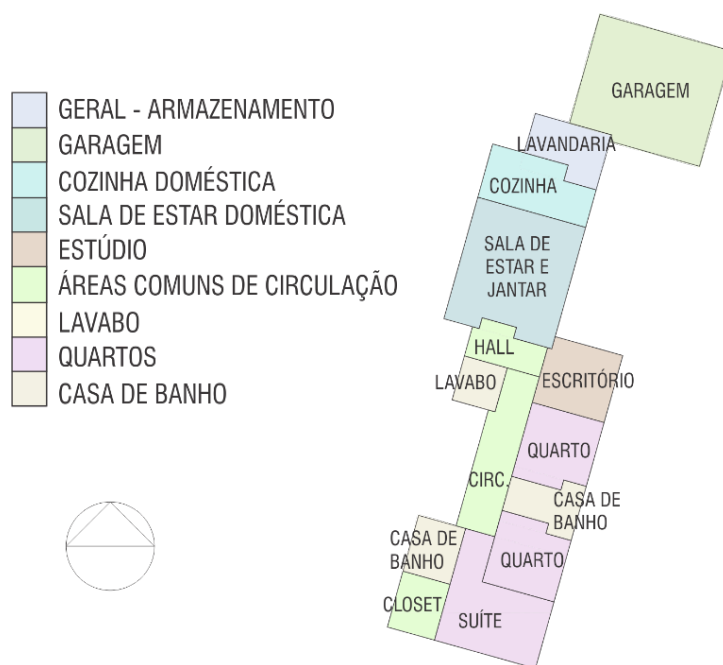 GERAL - ARMAZENAMENTO
GARAGEM
COZINHA DOMÉSTICA
SALA DE ESTAR DOMÉSTICA
ESTÚDIO
ÁREAS COMUNS DE CIRCULAÇÃO
LAVABO
QUARTOS
CASA DE BANHO
GARAGEM
LAVANDARIA
COZINHA
SALA DE
ESTAR E
JANTAR
HALL
LAVABO
ESCRITÓRIO
QUARTO
CIRC.
CASA DE
BANHO
CASA DE
BANHO
QUARTO
CLOSET
SUÍTE